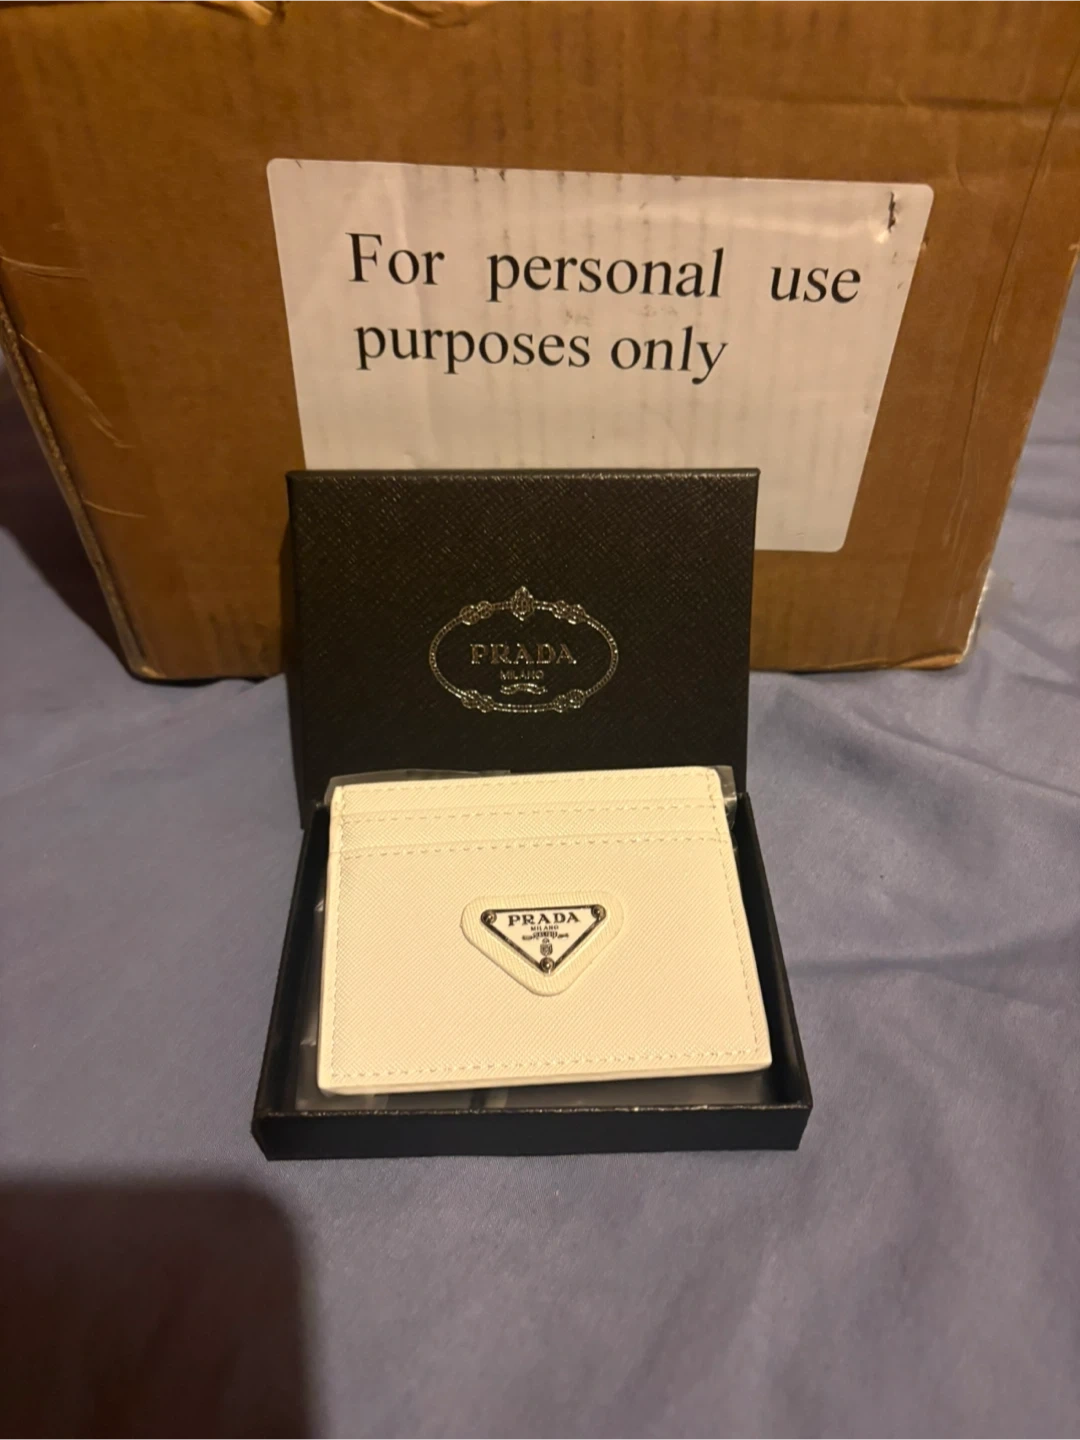 For personal use
purposes only
PRADA
MILANO
PRADA
MILANO